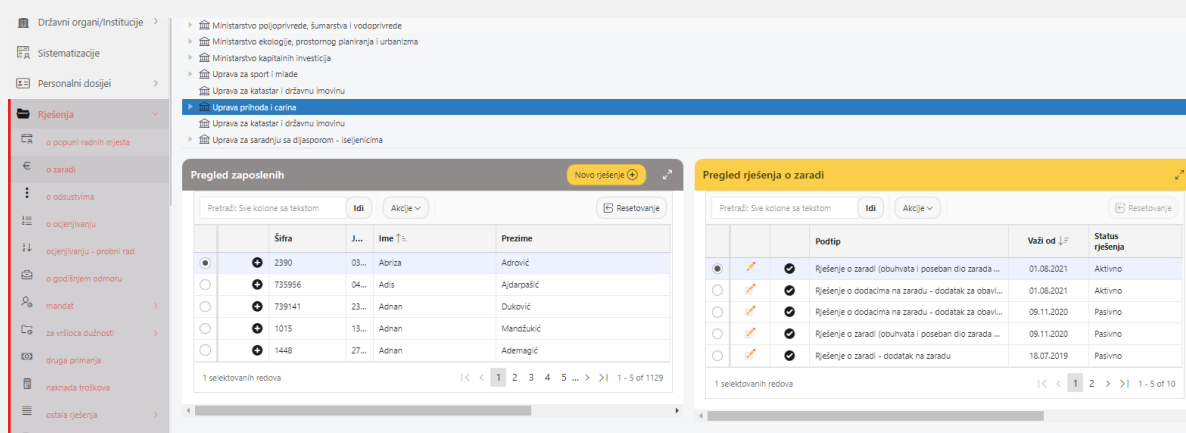 Državni organi/Institucije
Sistematizacije
Personalni dosijei
Rješenja
o popuni radnih mjesta
o zaradi
o odsustvima
o ocjenjivanju
ocjenjivanju - probni rad
o godišnjem odmoru
mandat
za vršioca dužnosti
druga primanja
naknada troškova
ostala rješenja
Ministarstvo poljoprivrede, šumarstva i vodoprivrede
Ministarstvo ekologije, prostornog planiranja i urbanizma
Ministarstvo kapitalnih investicija
Uprava za sport i mlade
Uprava za katastar i državnu imovinu
Uprava prihoda i carina
Uprava za katastar i državnu imovinu
Uprava za saradnju sa dijasporom - iseljenicima
Pregled zaposlenih
Novo rješenje
Pretraži: Sve kolone sa tekstom Idi Akcije Resetovanje
Šifra J... Ime Prezime
2390 03... Abriza Adrović
735956 04... Adis Ajdarpašić
739141 23... Adnan Duković
1015 13... Adnan Mandžukić
1448 27... Adnan Ademagić
1 selektovanih redova 1 2 3 4 5 ... 1 - 5 of 1129
Pregled rješenja o zaradi
Pretraži: Sve kolone sa tekstom Idi Akcije Resetovanje
Podtip Važi od Status rješenja
Rješenje o zaradi (obuhvata i poseban dio zarada ... 01.08.2021 Aktivno
Rješenje o dodacima na zaradu - dodatak za obavl... 01.08.2021 Aktivno
Rješenje o dodacima na zaradu - dodatak za obavl... 09.11.2020 Pasivno
Rješenje o zaradi (obuhvata i poseban dio zarada ... 09.11.2020 Pasivno
Rješenje o zaradi - dodatak na zaradu 18.07.2019 Pasivno
1 selektovanih redova 1 2 1 - 5 of 10